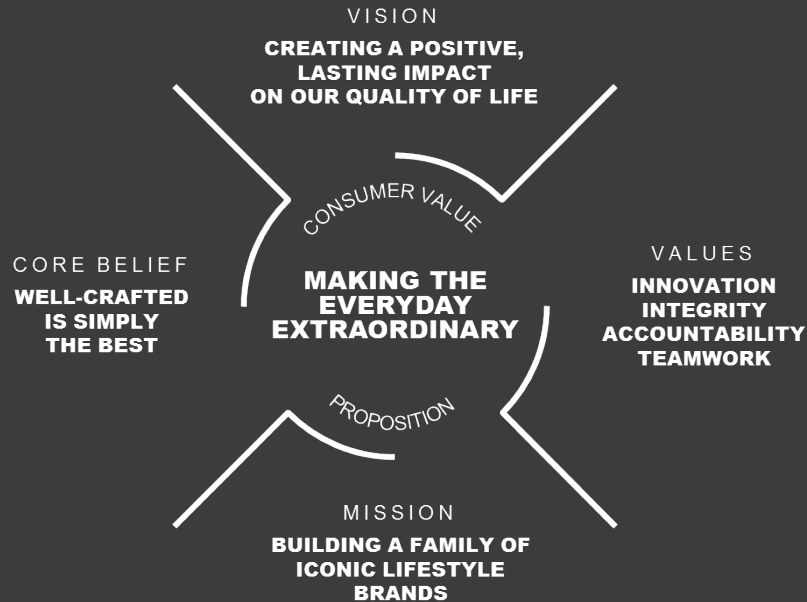 VISION
CREATING A POSITIVE,
LASTING IMPACT
ON OUR QUALITY OF LIFE
CORE BELIEF
WELL-CRAFTED
IS SIMPLY
THE BEST
CONSUMER VALUE
MAKING THE
EVERYDAY
EXTRAORDINARY
PROPOSITION
VALUES
INNOVATION
INTEGRITY
ACCOUNTABILITY
TEAMWORK
MISSION
BUILDING A FAMILY OF
ICONIC LIFESTYLE
BRANDS